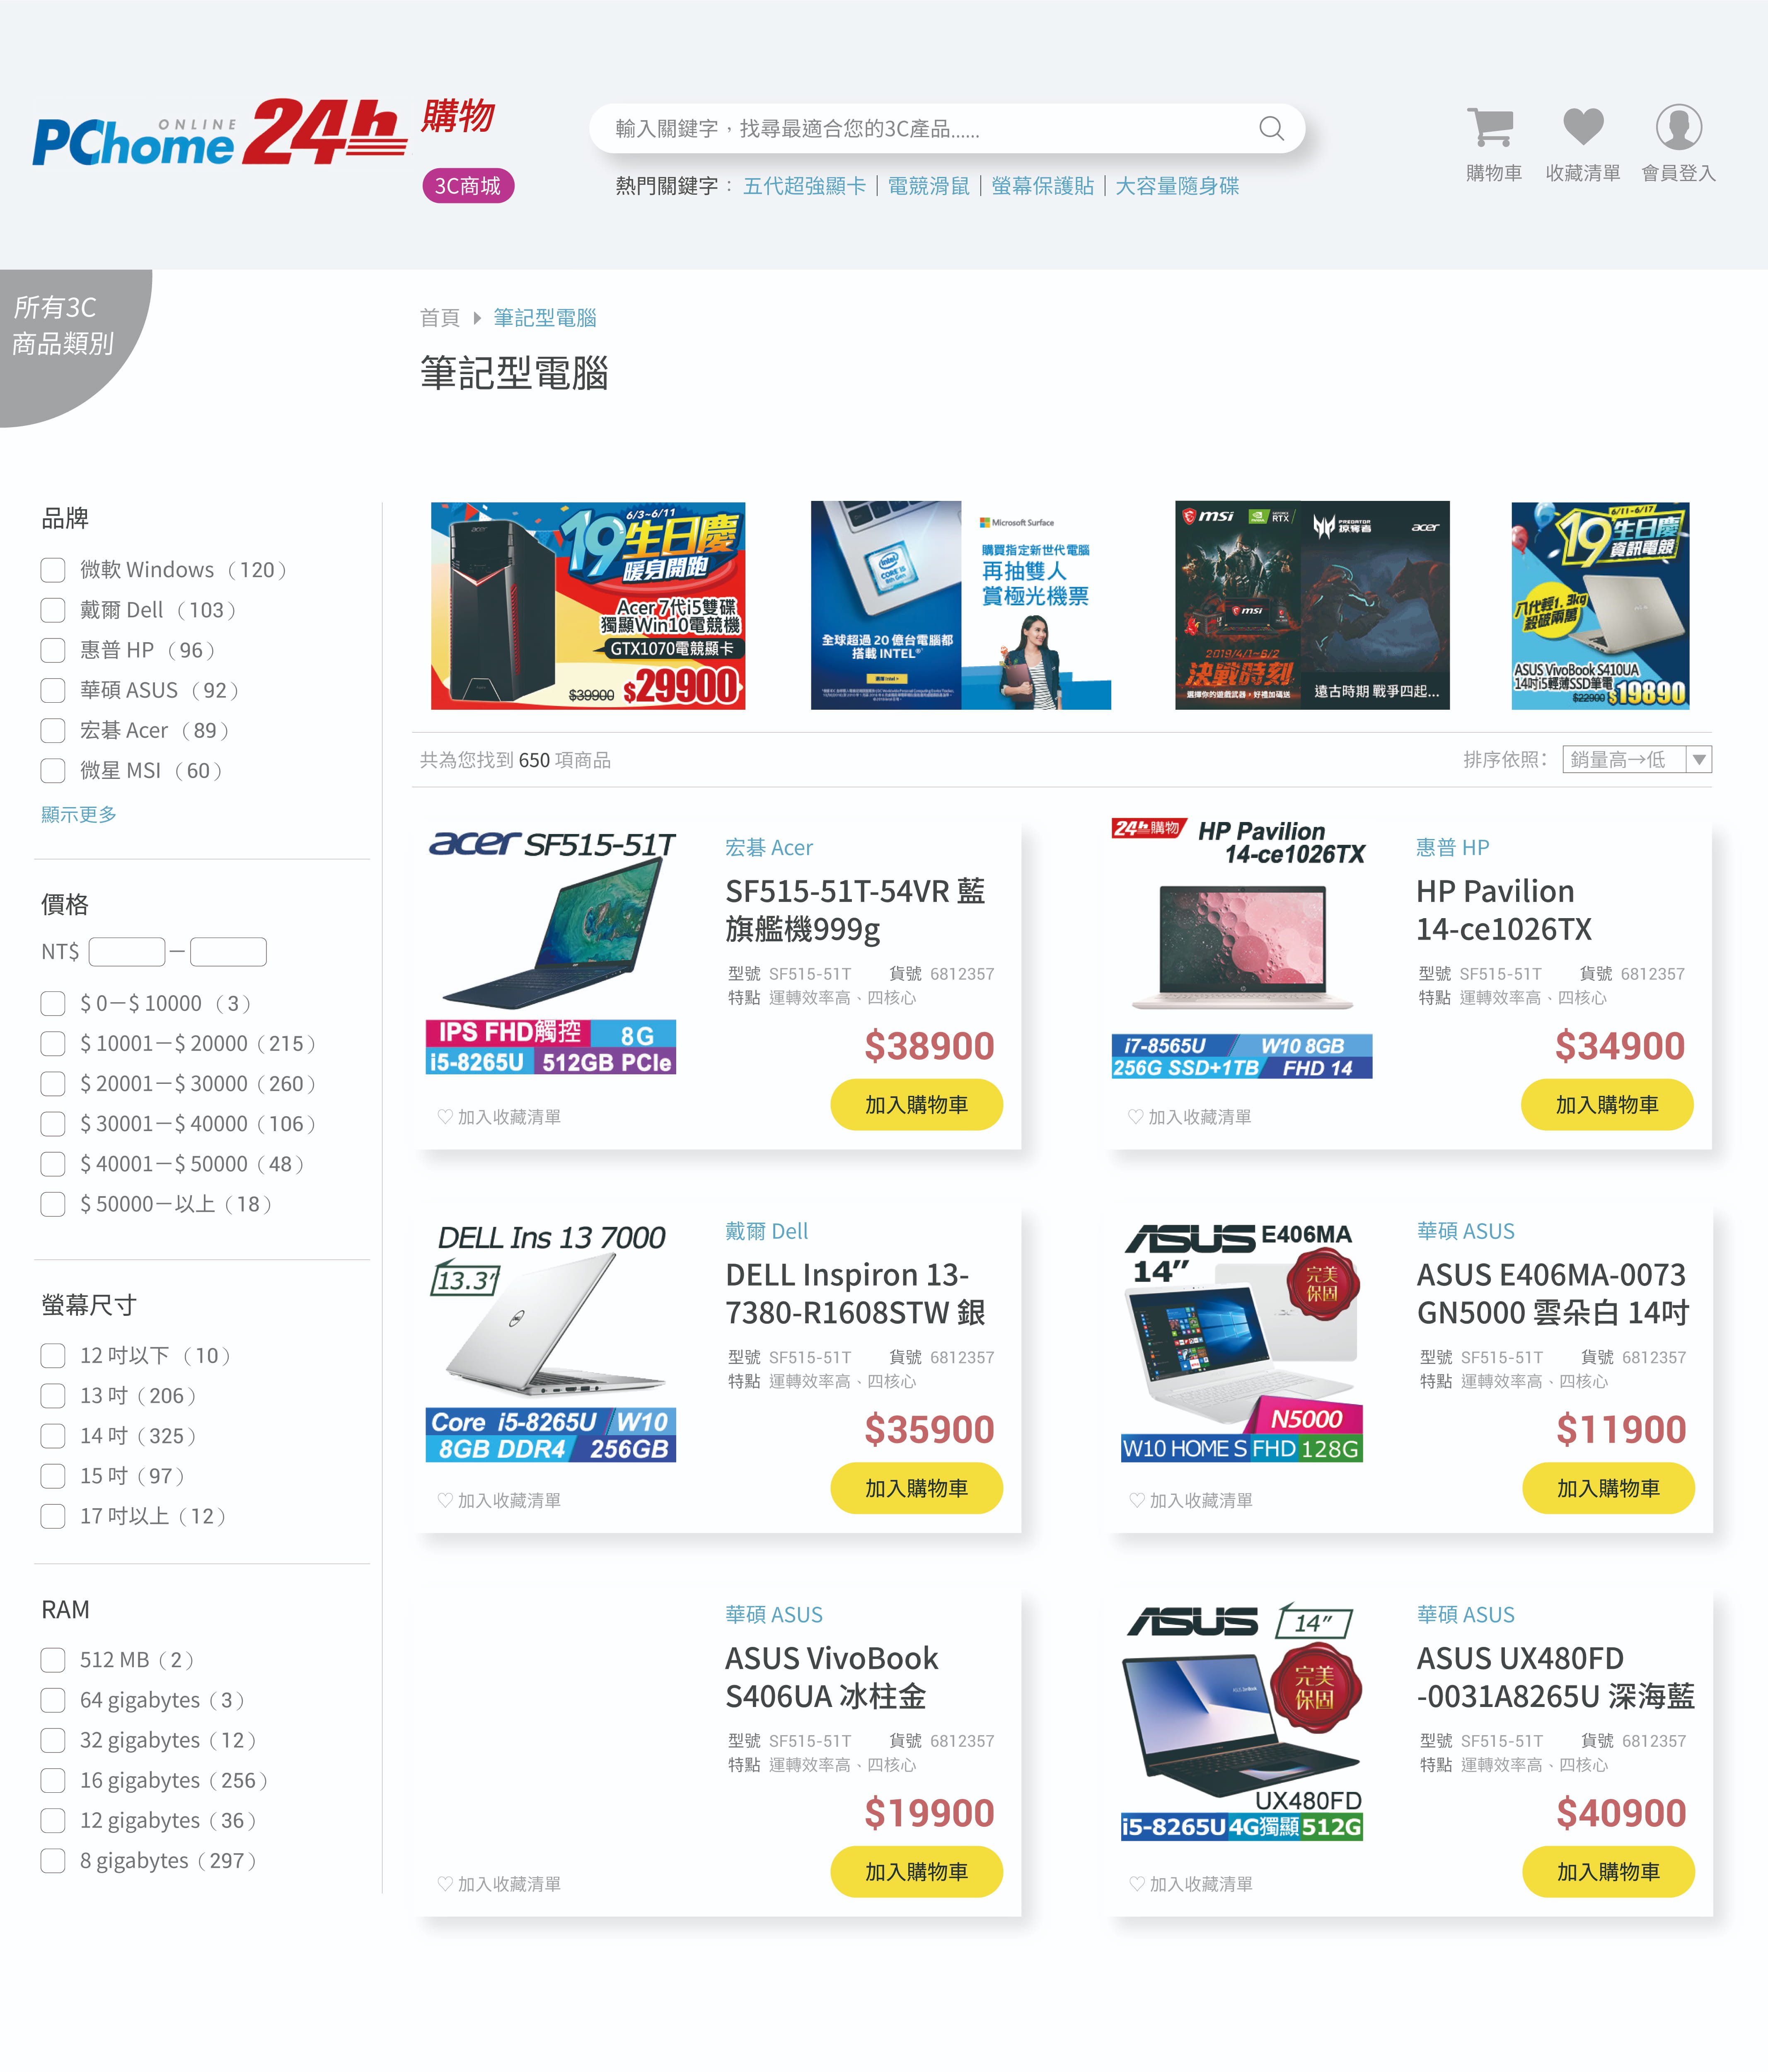 PChome ONLINE 24h 購物
3C商城
輸入關鍵字，找尋最適合您的3C產品......
熱門關鍵字： 五代超強顯卡 | 電競滑鼠 | 螢幕保護貼 | 大容量隨身碟
購物車 收藏清單 會員登入
所有3C
商品類別
首頁 筆記型電腦
筆記型電腦
品牌
微軟 Windows（120）
戴爾 Dell（103）
惠普 HP（96）
華碩 ASUS（92）
宏碁 Acer（89）
微星 MSI（60）
顯示更多
價格
NT$ —
$ 0－$ 10000（3）
$ 10001－$ 20000（215）
$ 20001－$ 30000（260）
$ 30001－$ 40000（106）
$ 40001－$ 50000（48）
$ 50000－以上（18）
螢幕尺寸
12 吋以下（10）
13 吋（206）
14 吋（325）
15 吋（97）
17 吋以上（12）
RAM
512 MB（2）
64 gigabytes（3）
32 gigabytes（12）
16 gigabytes（256）
12 gigabytes（36）
8 gigabytes（297）
acer
6/3~6/11
19生日慶
暖身開跑
Acer 7代i5雙碟
獨顯Win10電競機
GTX1070電競顯卡
$39900 $29900
intel
CORE i5
8th Gen
全球超過 20 億台電腦都
搭載 INTEL®
Microsoft Surface
購買指定新世代電腦
再抽雙人
賞極光機票
msi
RTX
msi
2019/4/1~6/2
決戰時刻
選擇你的遊戲武器，好禮加碼送
PREDATOR
掠奪者
acer
遠古時期 戰爭四起...
6/11-6/17
19生日慶
資訊電競
八代輕1.3kg
殺破兩萬
ASUS VivoBook S410UA
14吋i5輕薄SSD筆電
$22900 $19890
共為您找到 650 項商品
排序依照： 銷量高→低
acer SF515-51T
IPS FHD觸控 8G
i5-8265U 512GB PCIe
宏碁 Acer
SF515-51T-54VR 藍
旗艦機999g
型號 SF515-51T 貨號 6812357
特點 運轉效率高、四核心
$38900
♡ 加入收藏清單
加入購物車
24h購物 HP Pavilion
14-ce1026TX
i7-8565U W10 8GB
256G SSD+1TB FHD 14
惠普 HP
HP Pavilion
14-ce1026TX
型號 SF515-51T 貨號 6812357
特點 運轉效率高、四核心
$34900
♡ 加入收藏清單
加入購物車
DELL Ins 13 7000
13.3″
DELL
Core i5-8265U W10
8GB DDR4 256GB
戴爾 Dell
DELL Inspiron 13-
7380-R1608STW 銀
型號 SF515-51T 貨號 6812357
特點 運轉效率高、四核心
$35900
♡ 加入收藏清單
加入購物車
ASUS E406MA
14″
完美
保固
N5000
W10 HOME S FHD 128G
華碩 ASUS
ASUS E406MA-0073
GN5000 雲朵白 14吋
型號 SF515-51T 貨號 6812357
特點 運轉效率高、四核心
$11900
♡ 加入收藏清單
加入購物車
華碩 ASUS
ASUS VivoBook
S406UA 冰柱金
型號 SF515-51T 貨號 6812357
特點 運轉效率高、四核心
$19900
♡ 加入收藏清單
加入購物車
ASUS 14″
完美
保固
UX480FD
i5-8265U 4G獨顯 512G
華碩 ASUS
ASUS UX480FD
-0031A8265U 深海藍
型號 SF515-51T 貨號 6812357
特點 運轉效率高、四核心
$40900
♡ 加入收藏清單
加入購物車